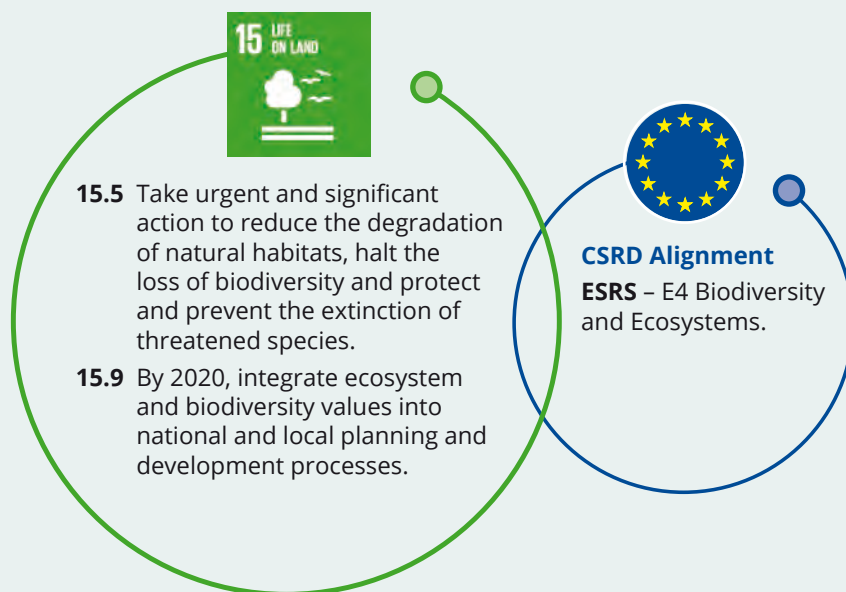 15 LIFE
ON LAND
15.5 Take urgent and significant
action to reduce the degradation
of natural habitats, halt the
loss of biodiversity and protect
and prevent the extinction of
threatened species.
15.9 By 2020, integrate ecosystem
and biodiversity values into
national and local planning and
development processes.
CSRD Alignment
ESRS – E4 Biodiversity
and Ecosystems.